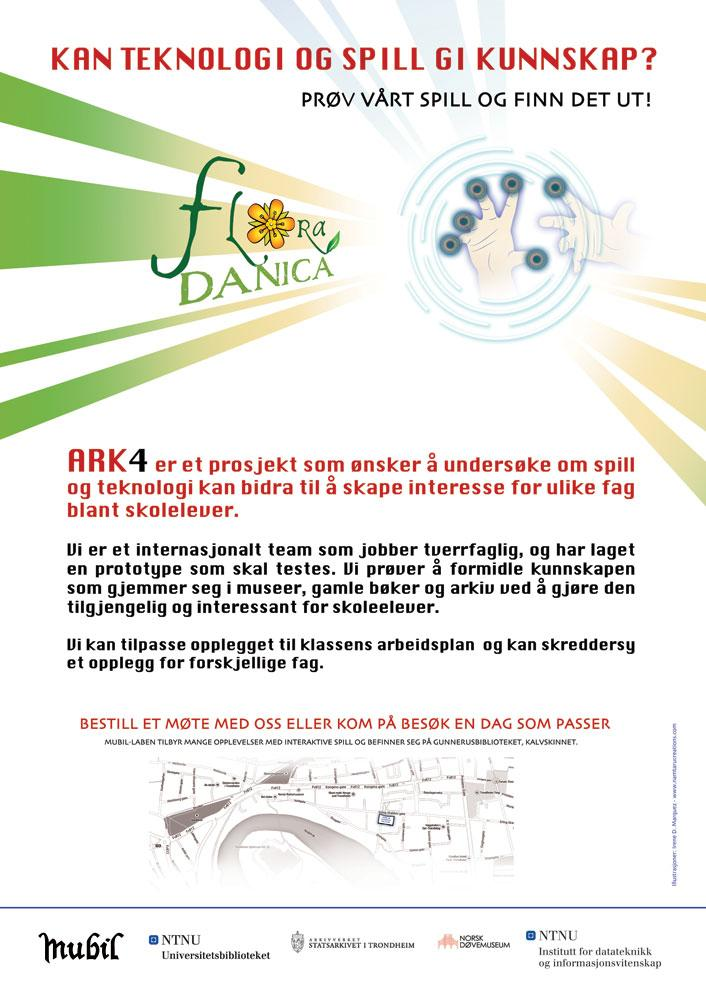 KAN TEKNOLOGI OG SPILL GI KUNNSKAP?
PRØV VÅRT SPILL OG FINN DET UT!
FLORA
DANICA
ARK4 er et prosjekt som ønsker å undersøke om spill
og teknologi kan bidra til å skape interesse for ulike fag
blant skolelever.
Vi er et internasjonalt team som jobber tverrfaglig, og har laget
en prototype som skal testes. Vi prøver å formidle kunnskapen
som gjemmer seg i museer, gamle bøker og arkiv ved å gjøre den
tilgjengelig og interessant for skoleelever.
Vi kan tilpasse opplegget til klassens arbeidsplan og kan skreddersy
et opplegg for forskjellige fag.
BESTILL ET MØTE MED OSS ELLER KOM PÅ BESØK EN DAG SOM PASSER
MUBIL-LABEN TILBYR MANGE OPPLEVELSER MED INTERAKTIVE SPILL OG BEFINNER SEG PÅ GUNNERUSBIBLIOTEKET, KALVSKINNET.
Illustrasjoner: Irene D. Marquez - www.namtaru­creations.com
mubil
NTNU
Universitetsbiblioteket
ARKIVVERKET
STATSARKIVET I TRONDHEIM
NORSK
DØVEMUSEUM
NTNU
Institutt for datateknikk
og informasjonsvitenskap